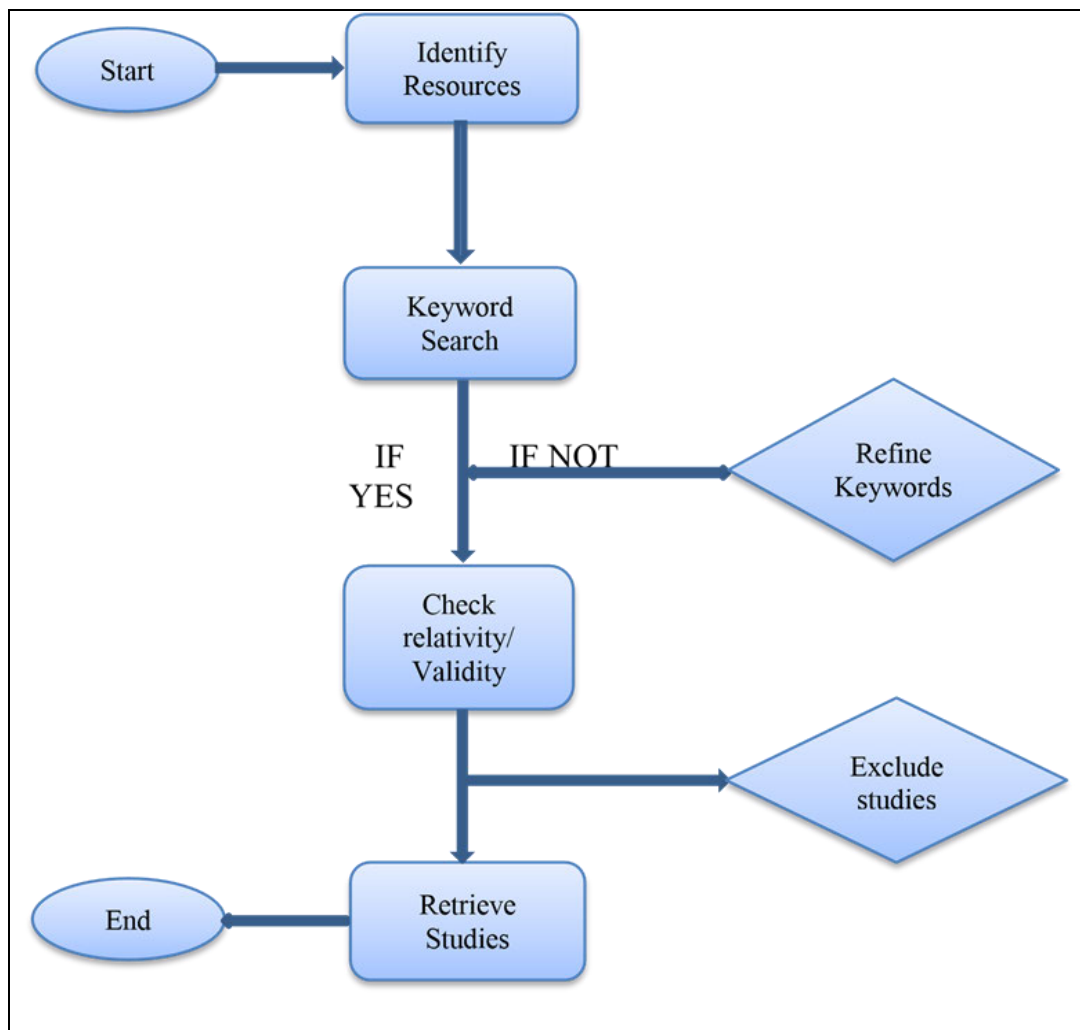 Start
Identify
Resources
Keyword
Search
IF
YES
IF NOT
Refine
Keywords
Check
relativity/
Validity
Exclude
studies
Retrieve
Studies
End